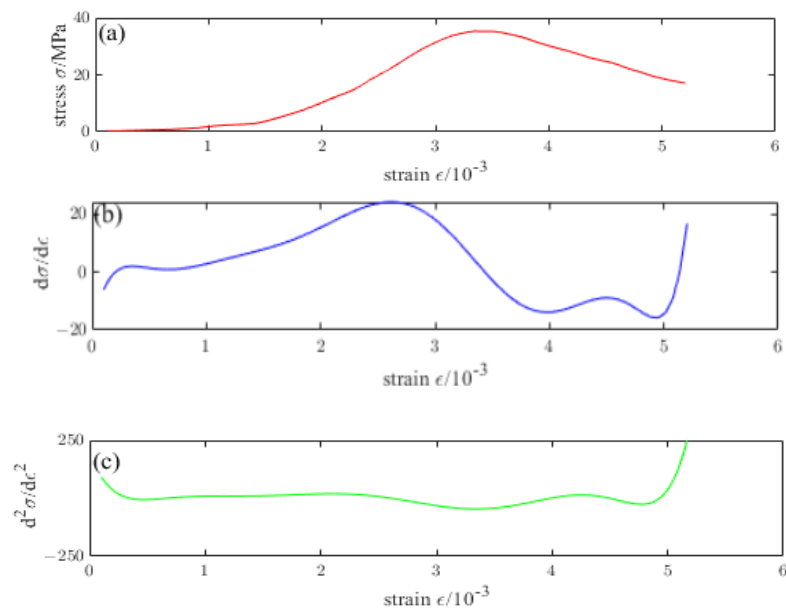 (a)
stress σ/MPa
40
20
0
0 1 2 3 4 5 6
strain ϵ/10⁻³
(b)
dσ/dϵ
20
0
−20
0 1 2 3 4 5 6
strain ϵ/10⁻³
(c)
d²σ/dϵ²
250
−250
0 1 2 3 4 5 6
strain ϵ/10⁻³